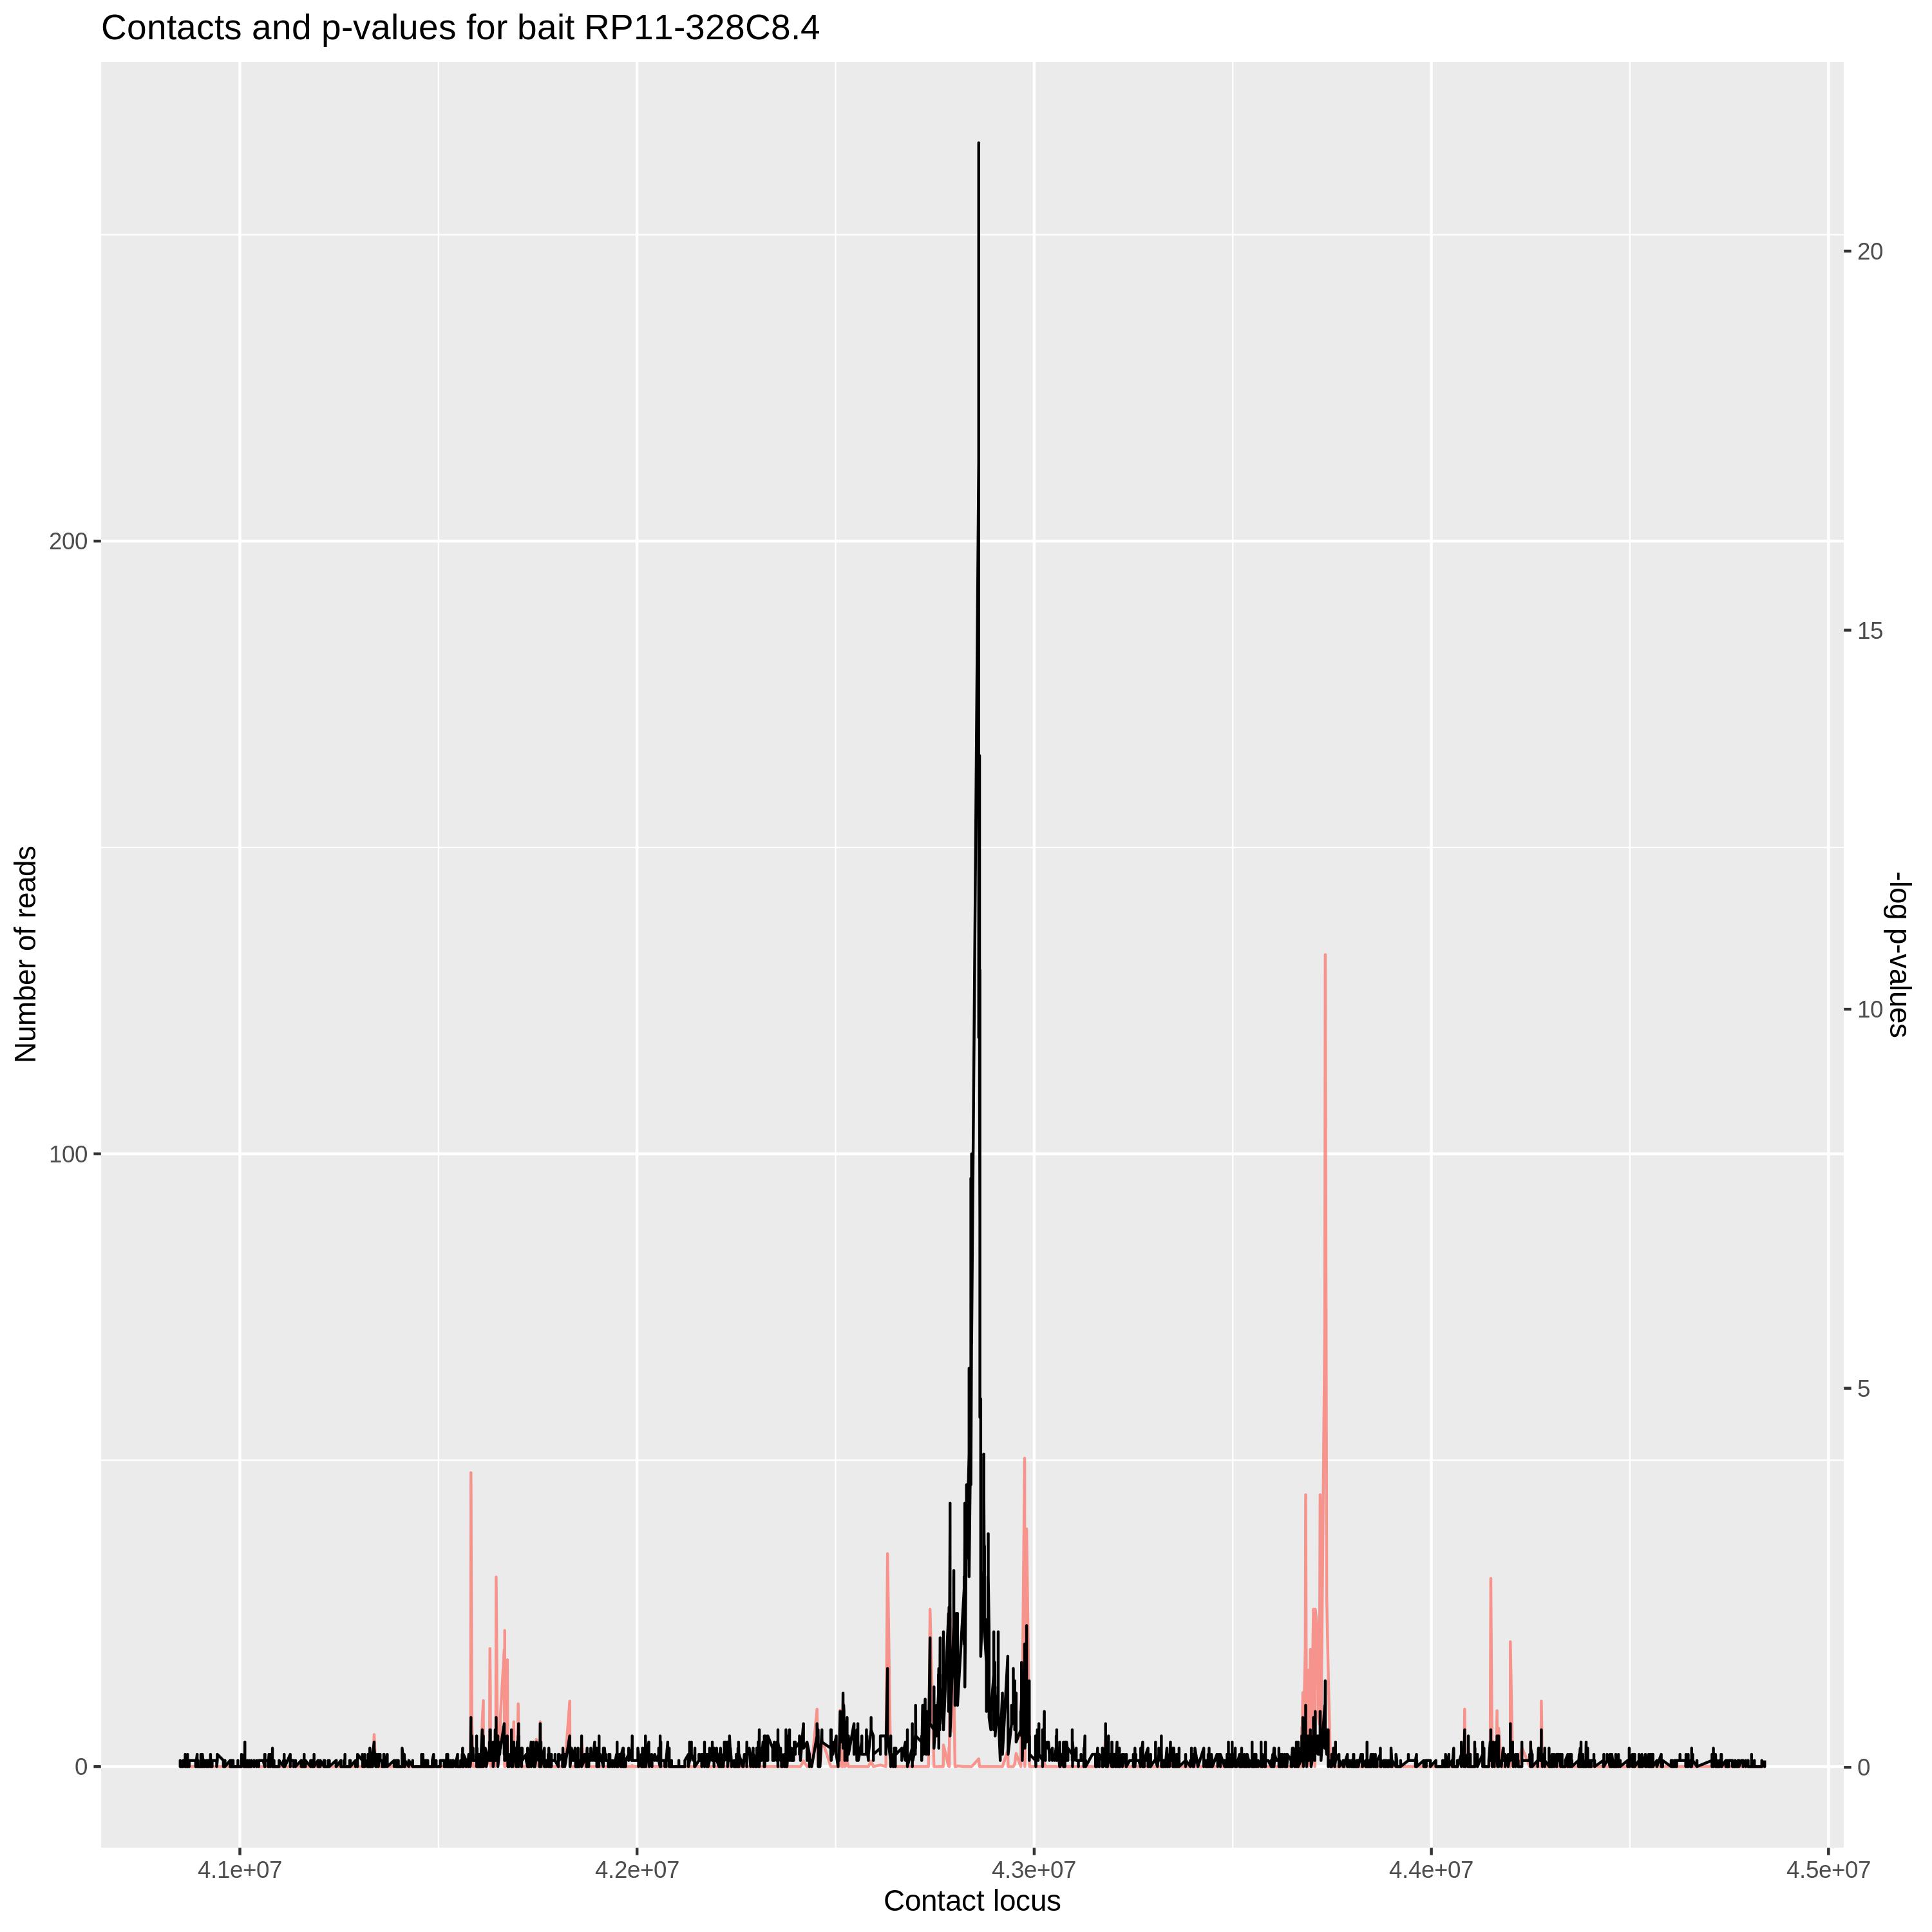 Contacts and p-values for bait RP11-328C8.4
Number of reads
200
100
0
20
15
10
5
0
-log p-values
4.1e+07 4.2e+07 4.3e+07 4.4e+07 4.5e+07
Contact locus